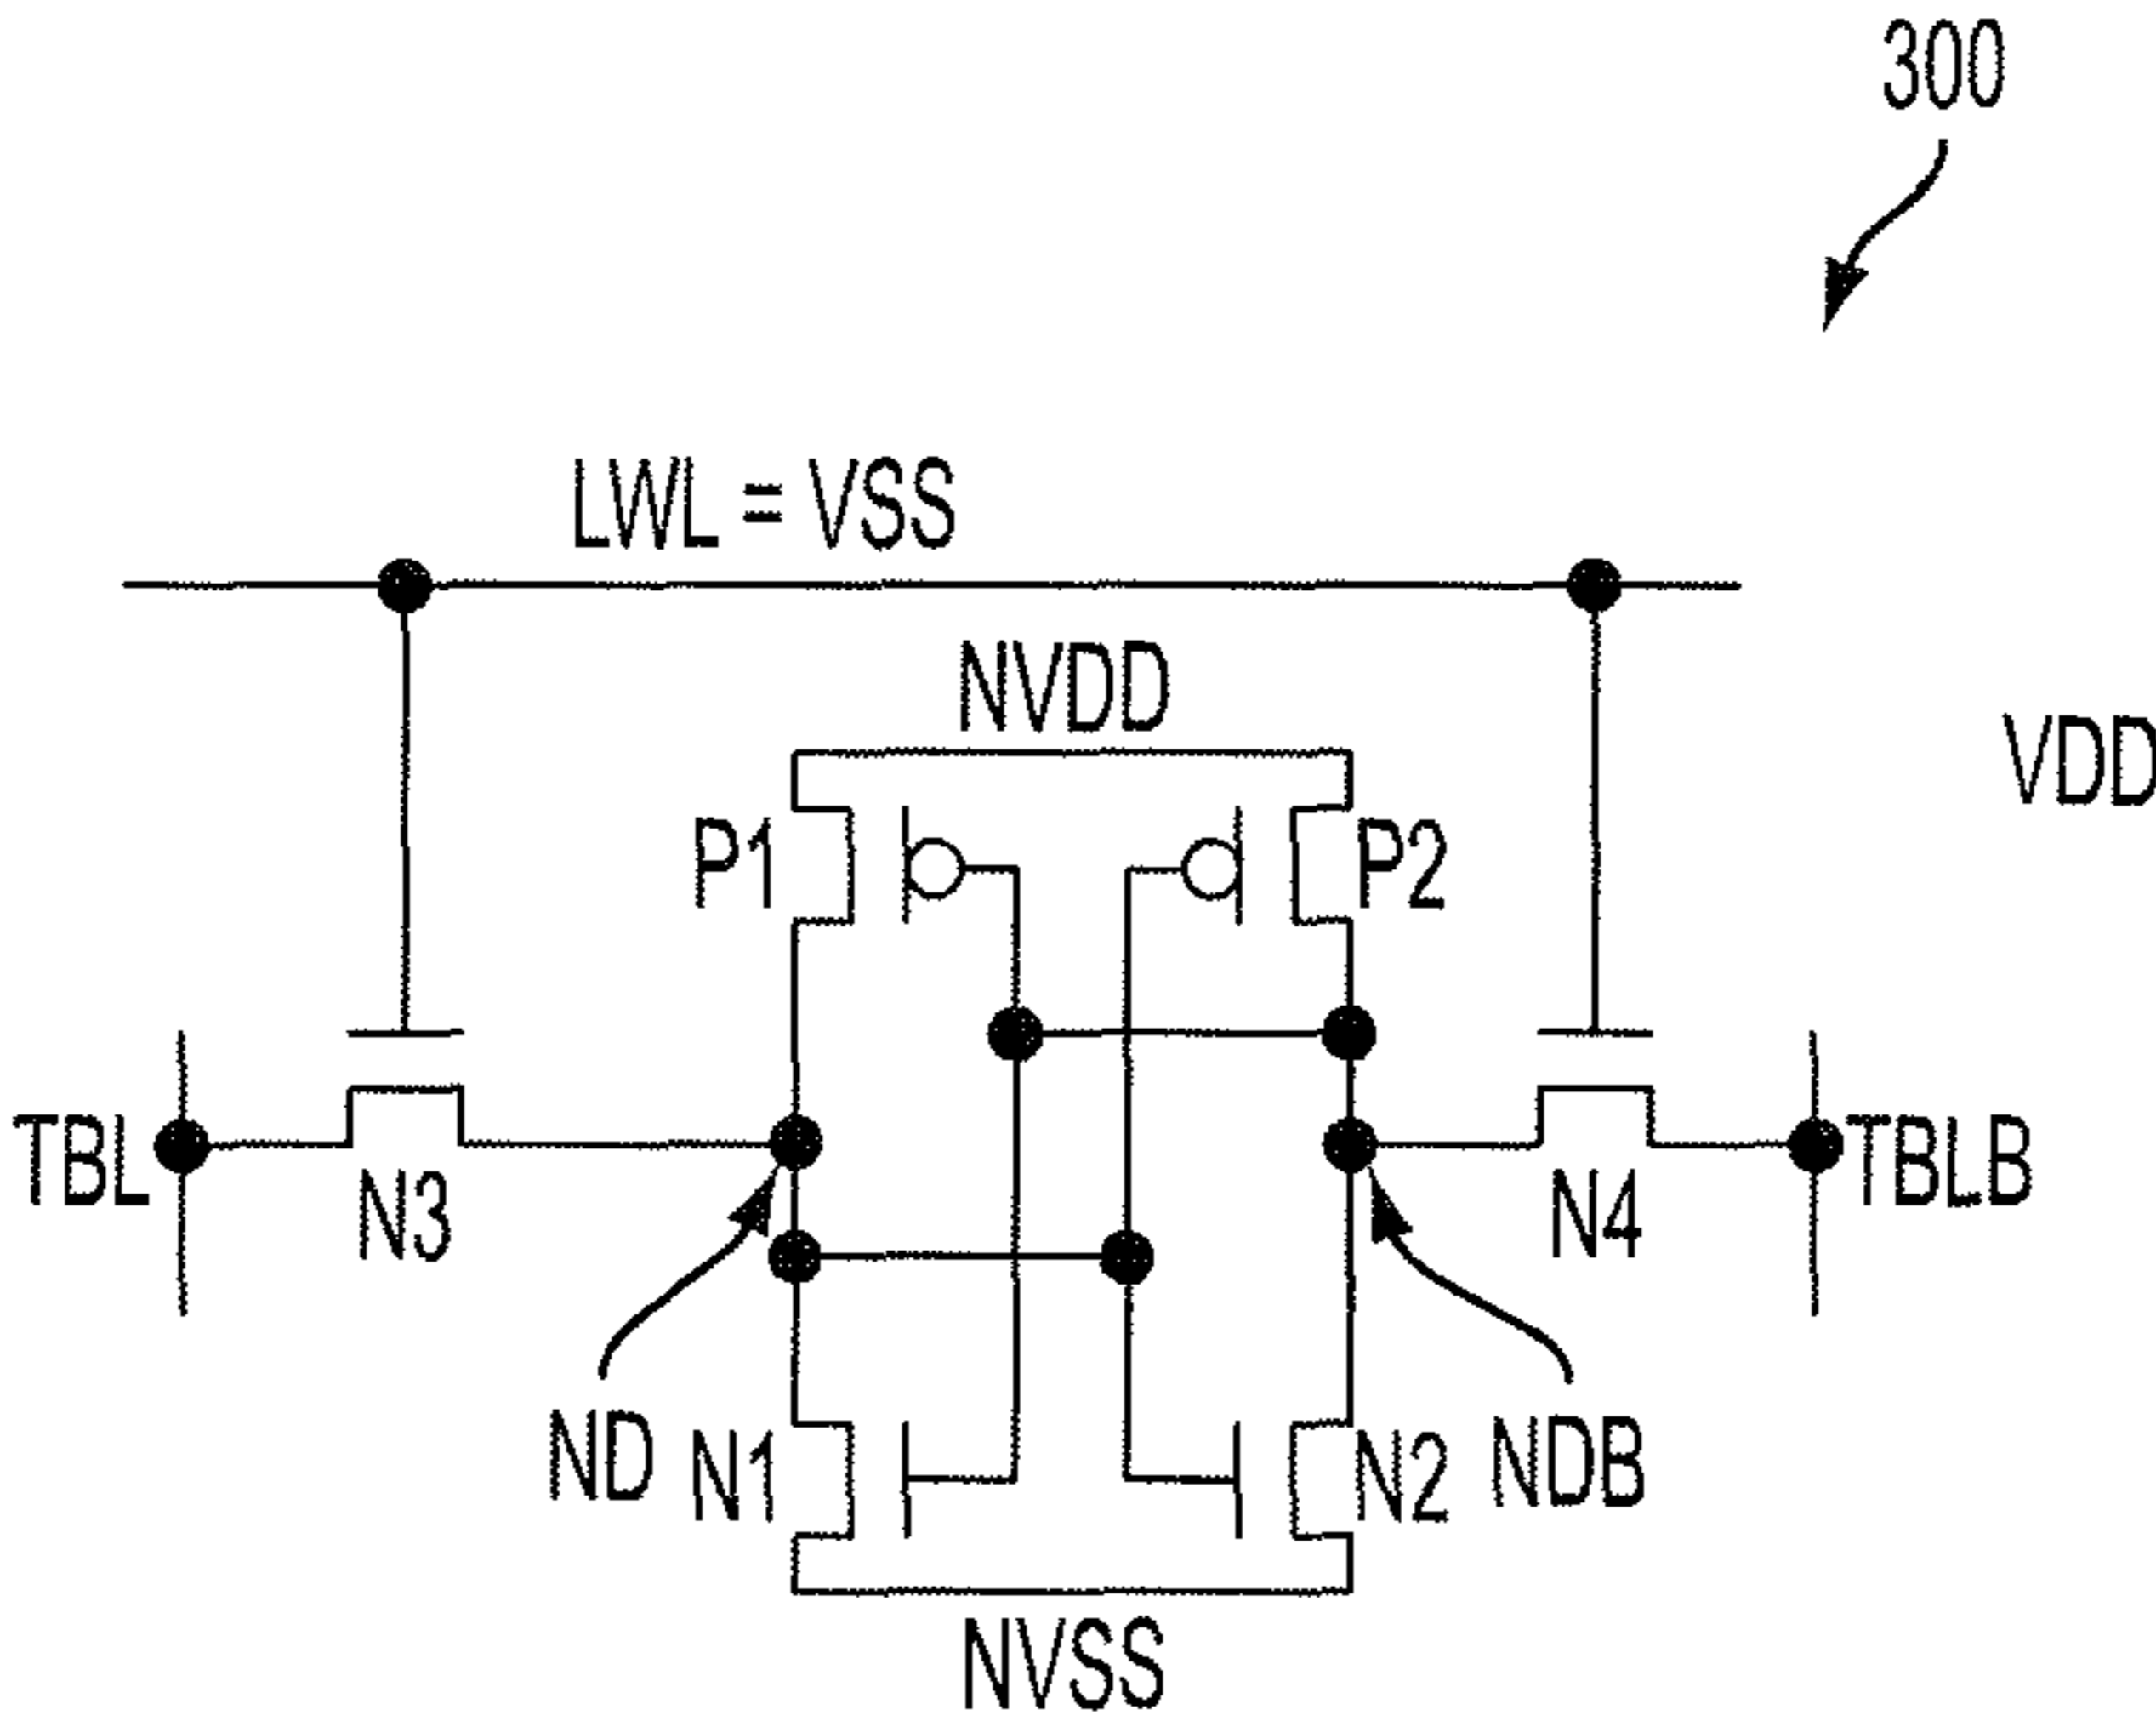 300
LWL = VSS
NVDD
VDD
P1
P2
TBL
TBLB
N3
N4
ND
N1
N2
NDB
NVSS